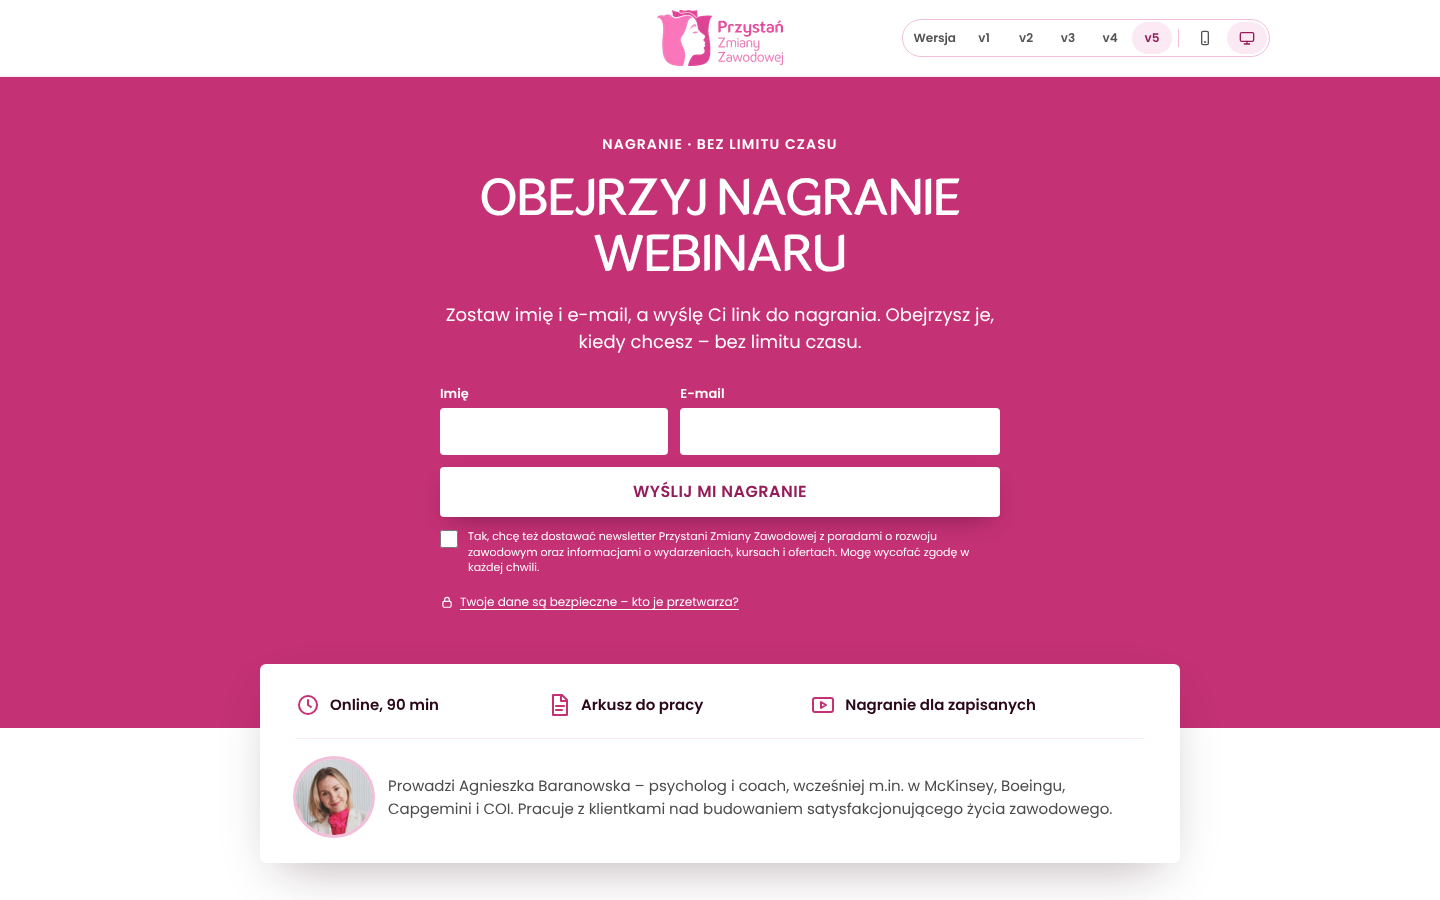 Przystań
Zmiany
Zawodowej
Wersja v1 v2 v3 v4 v5
NAGRANIE · BEZ LIMITU CZASU
OBEJRZYJ NAGRANIE
WEBINARU
Zostaw imię i e-mail, a wyślę Ci link do nagrania. Obejrzysz je,
kiedy chcesz – bez limitu czasu.
Imię E-mail
WYŚLIJ MI NAGRANIE
Tak, chcę też dostawać newsletter Przystani Zmiany Zawodowej z poradami o rozwoju
zawodowym oraz informacjami o wydarzeniach, kursach i ofertach. Mogę wycofać zgodę w
każdej chwili.
Twoje dane są bezpieczne – kto je przetwarza?
Online, 90 min Arkusz do pracy Nagranie dla zapisanych
Prowadzi Agnieszka Baranowska – psycholog i coach, wcześniej m.in. w McKinsey, Boeingu,
Capgemini i COI. Pracuje z klientkami nad budowaniem satysfakcjonującego życia zawodowego.